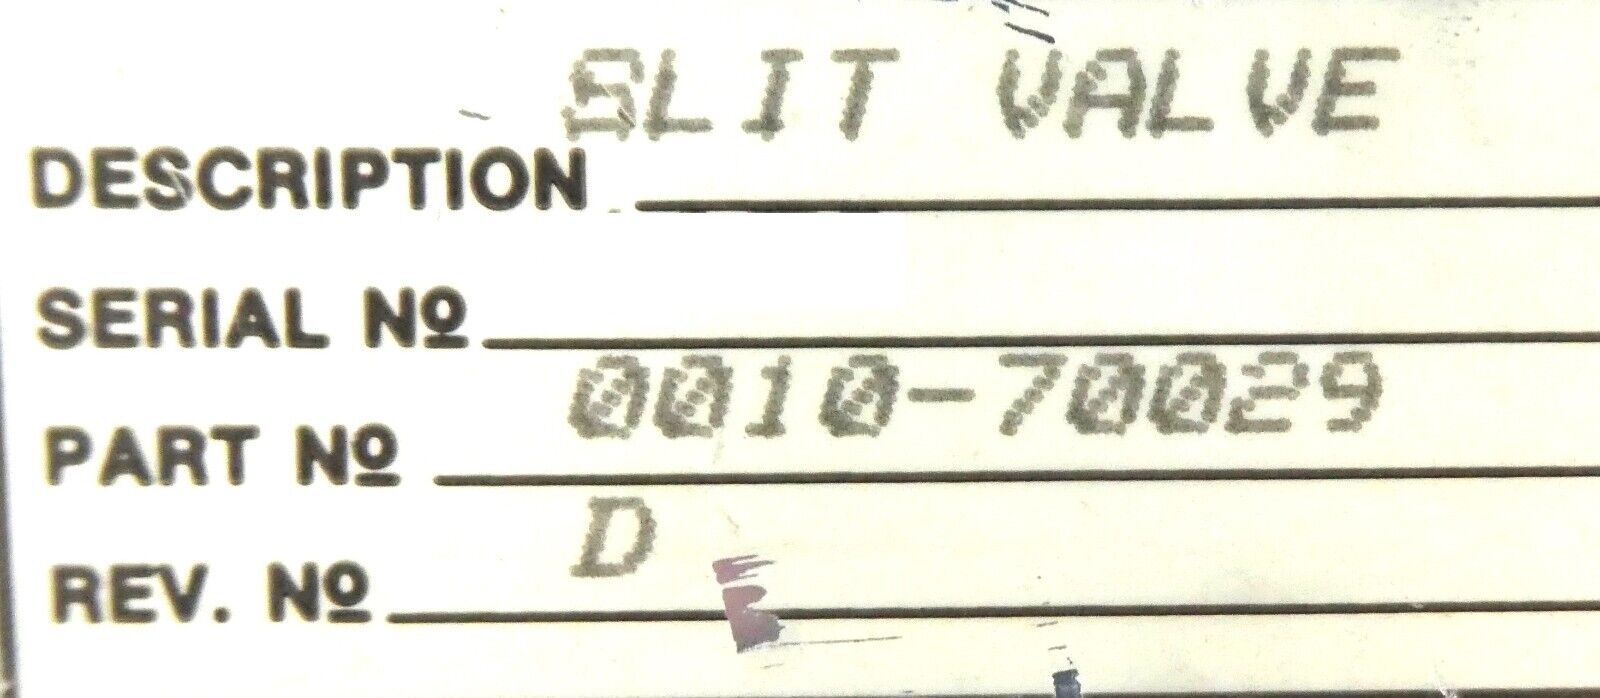 SLIT VALVE
DESCRIPTION
SERIAL Nº
0010-70029
PART Nº
D
REV. Nº